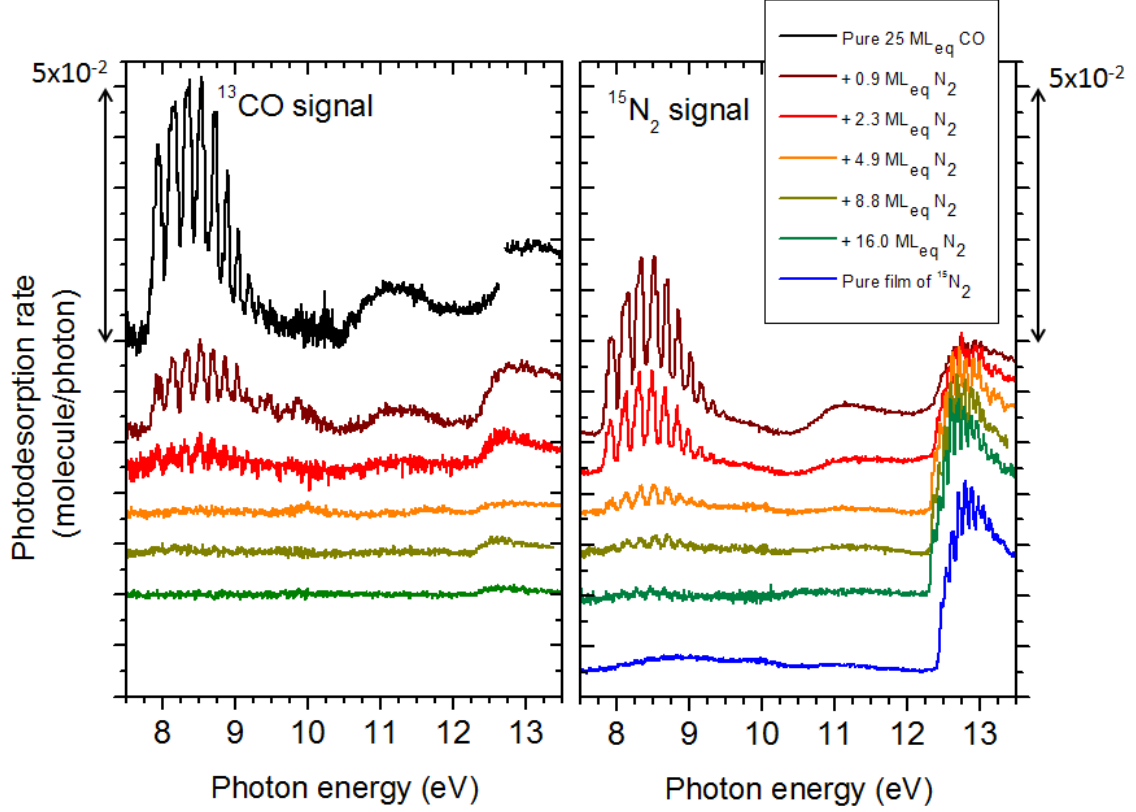 5x10⁻²
¹³CO signal
¹⁵N₂ signal
Pure 25 ML_eq CO
+ 0.9 ML_eq N₂
+ 2.3 ML_eq N₂
+ 4.9 ML_eq N₂
+ 8.8 ML_eq N₂
+ 16.0 ML_eq N₂
Pure film of ¹⁵N₂
5x10⁻²
Photodesorption rate
(molecule/photon)
8 9 10 11 12 13
8 9 10 11 12 13
Photon energy (eV)
Photon energy (eV)